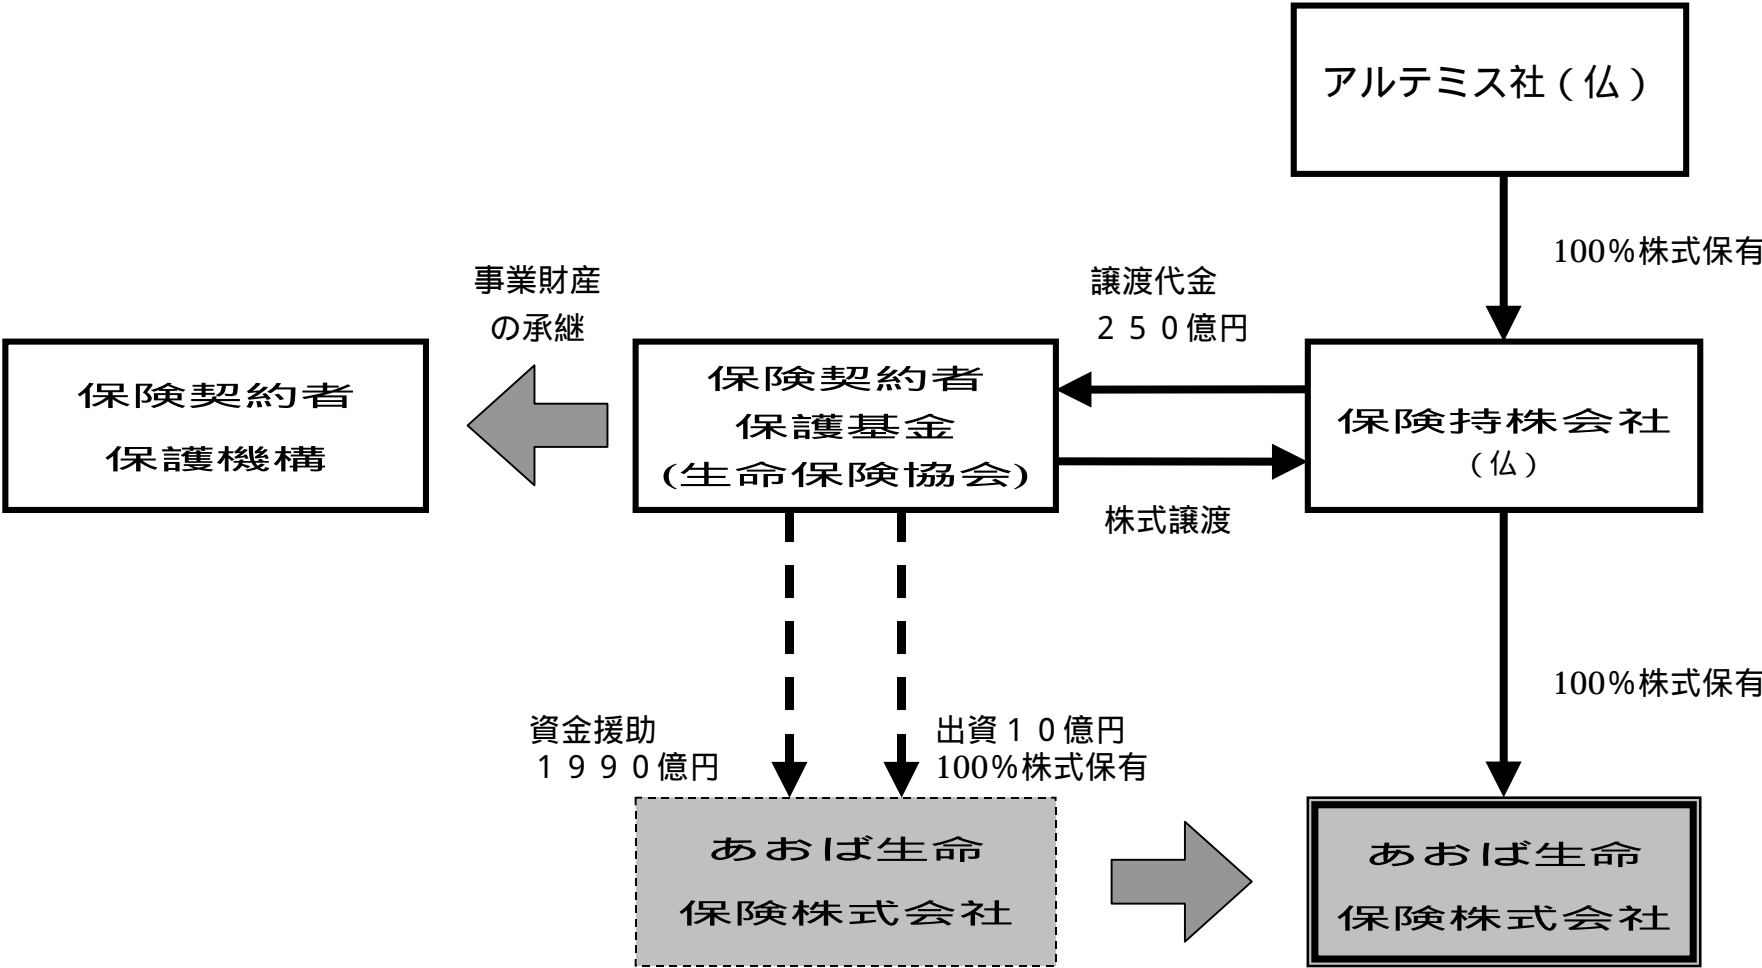 アルテミス社（仏）
100％株式保有
事業財産
の承継
譲渡代金
２５０億円
保険契約者
保護機構
保険契約者
保護基金
(生命保険協会)
保険持株会社
（仏）
株式譲渡
100％株式保有
資金援助
１９９０億円
出資１０億円
100％株式保有
あおば生命
保険株式会社
あおば生命
保険株式会社